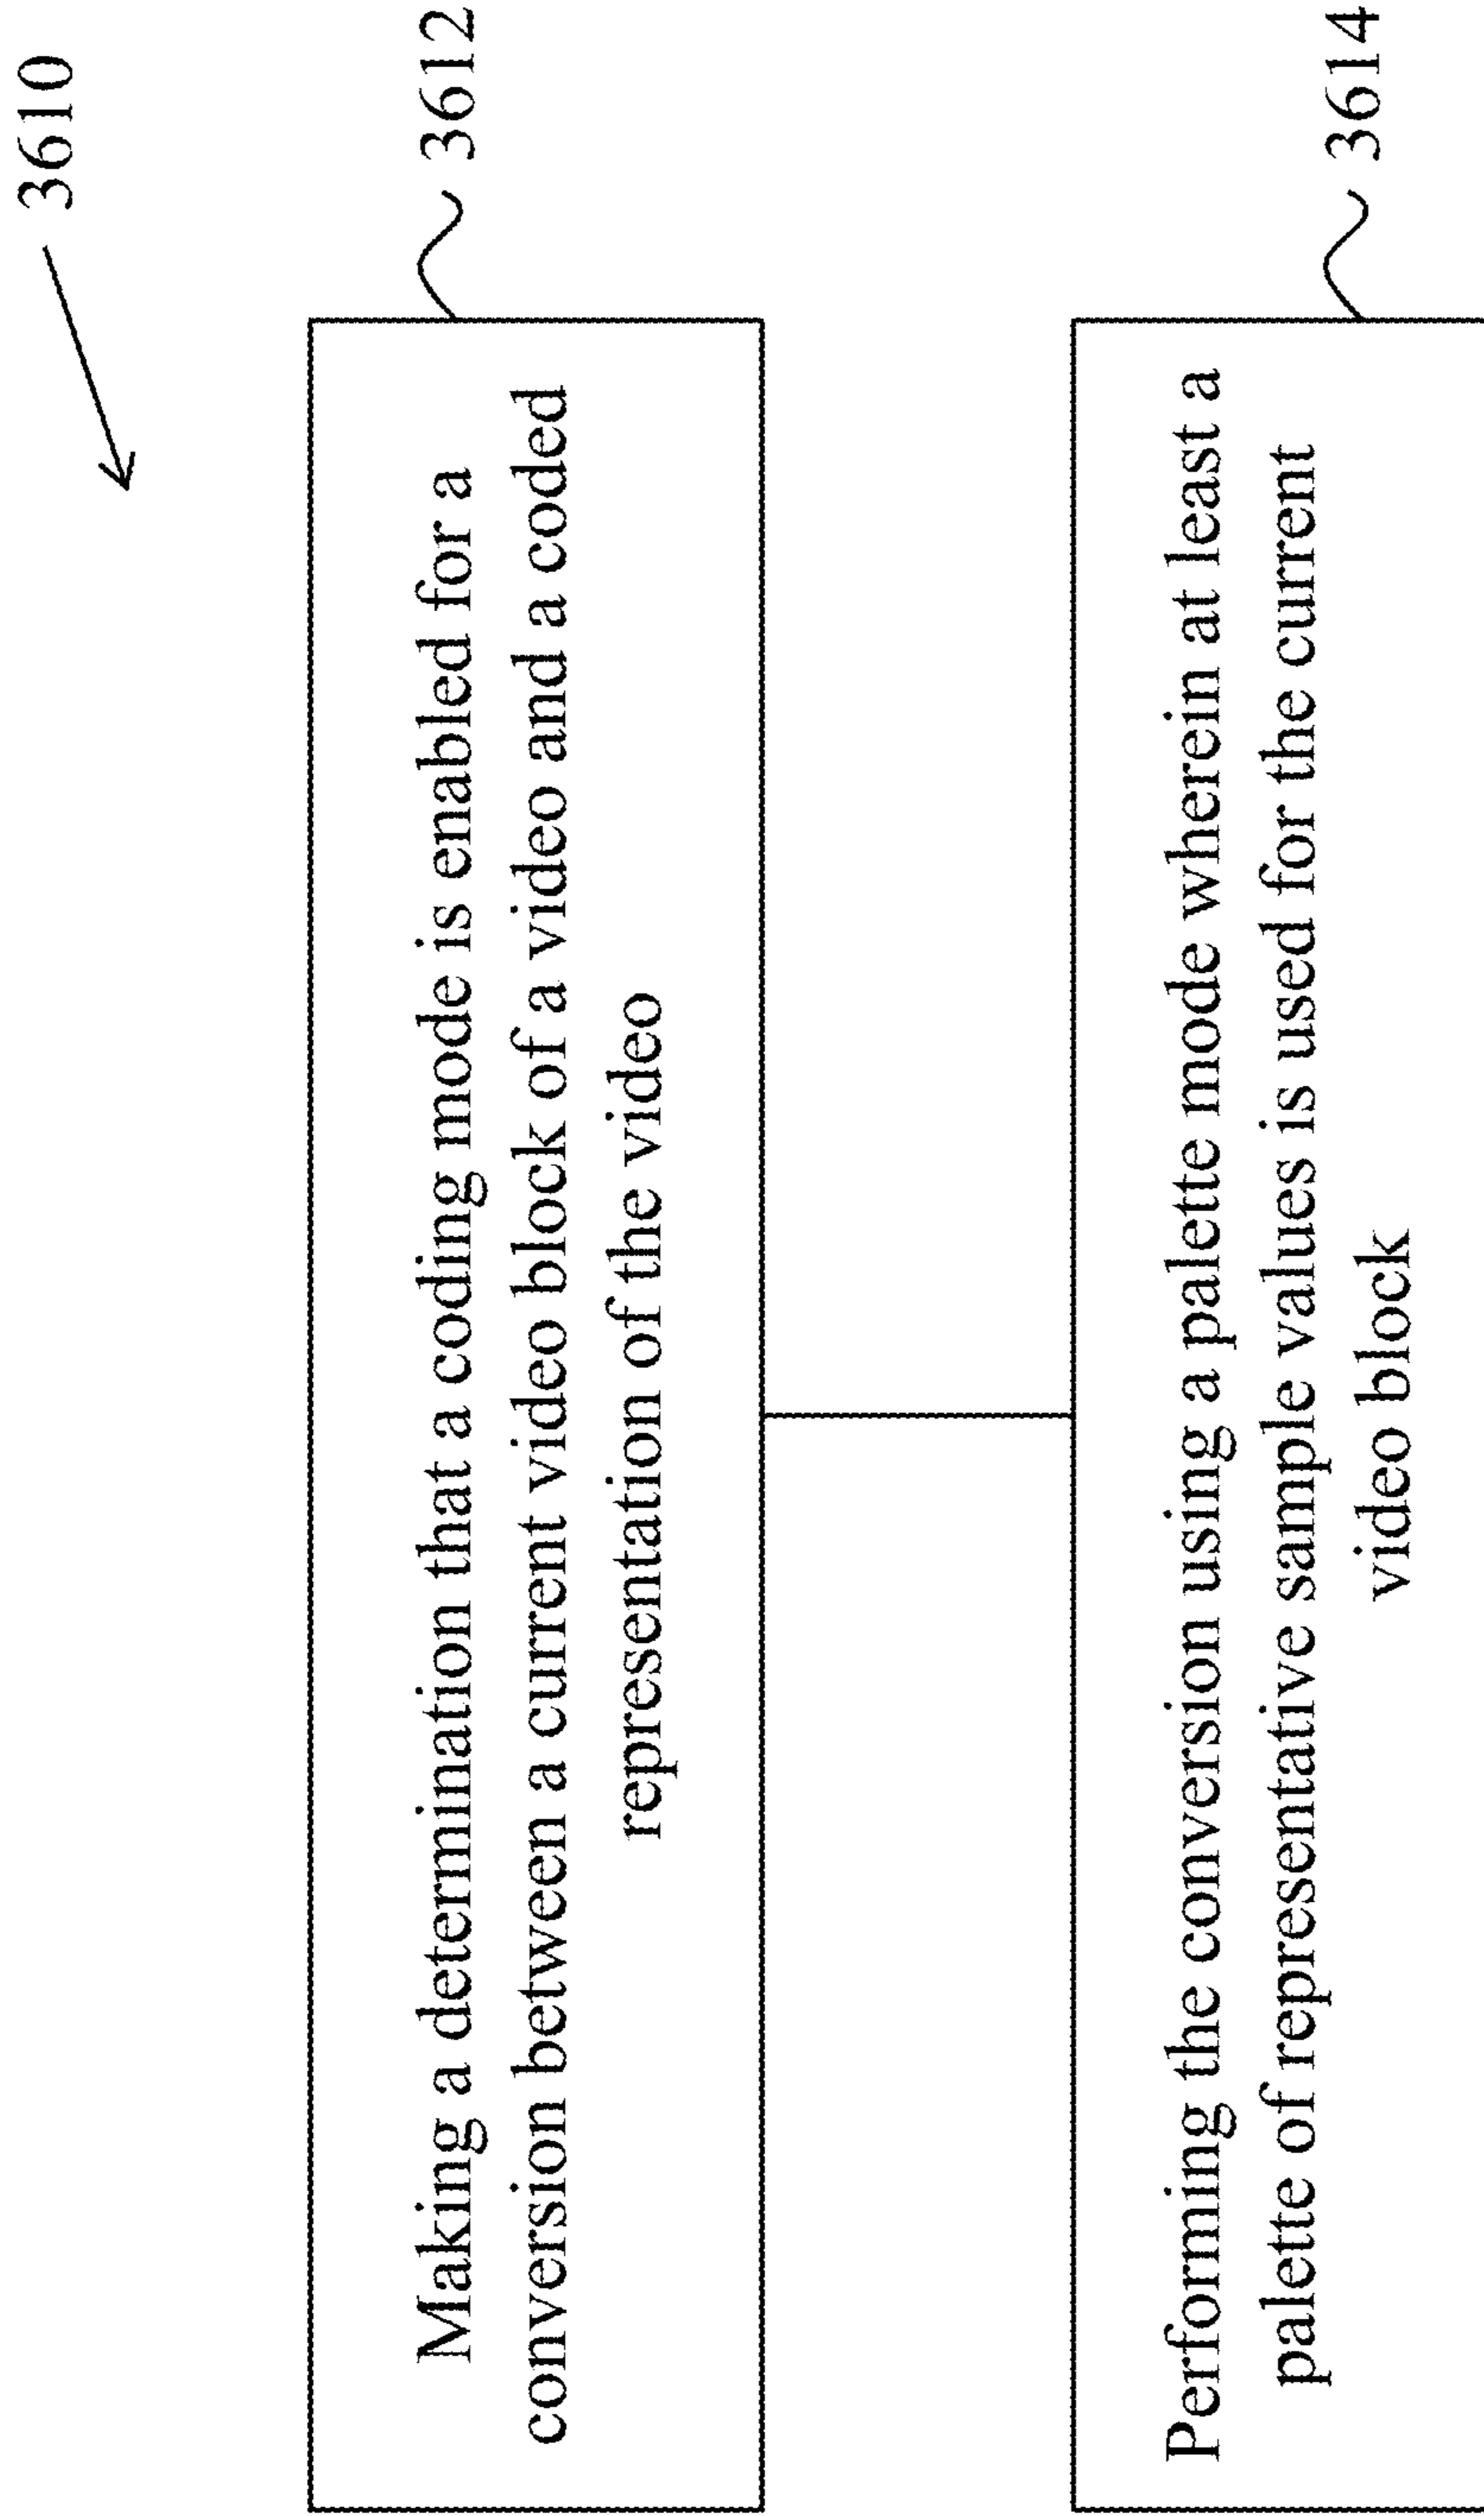 3610
Making a determination that a coding mode is enabled for a
conversion between a current video block of a video and a coded
representation of the video
3612
Performing the conversion using a palette mode wherein at least a
palette of representative sample values is used for the current
video block
3614